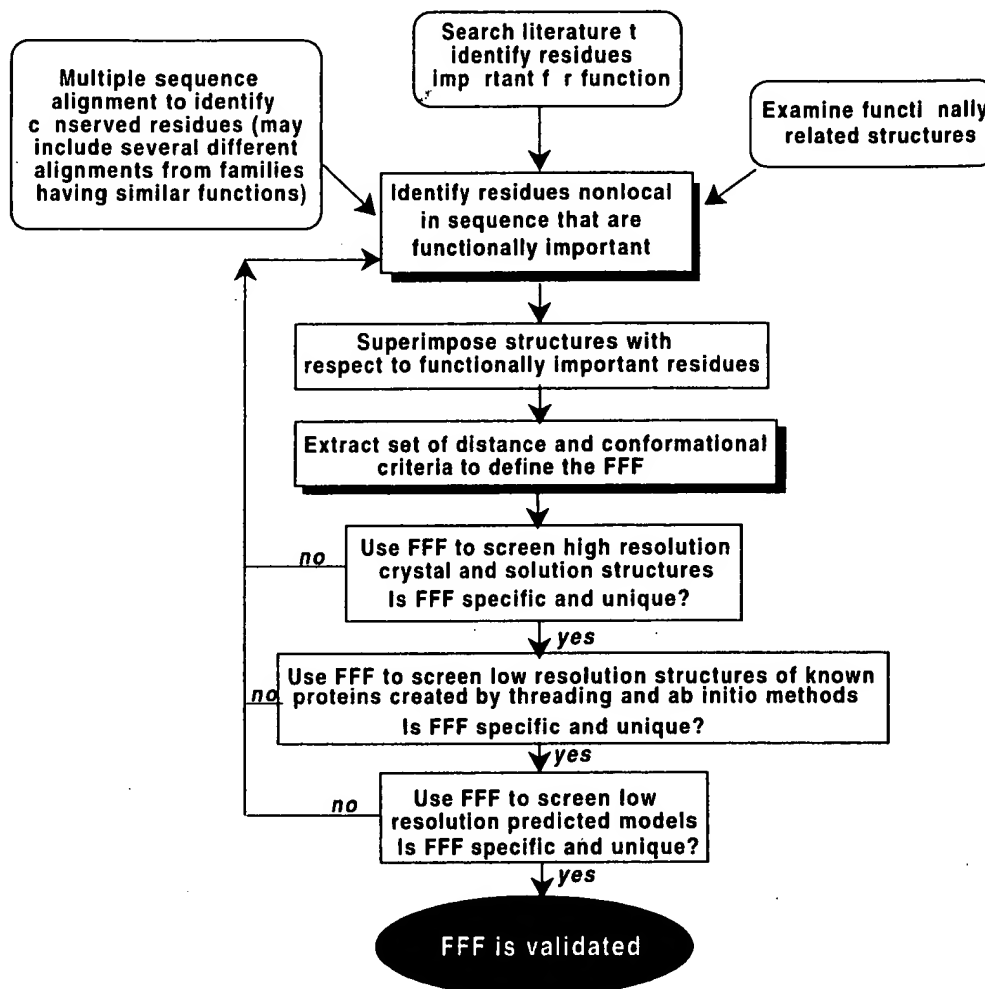 Search literature t
identify residues
imp rtant f r function
Multiple sequence
alignment to identify
c nserved residues (may
include several different
alignments from families
having similar functions)
Examine functi nally
related structures
Identify residues nonlocal
in sequence that are
functionally important
Superimpose structures with
respect to functionally important residues
Extract set of distance and conformational
criteria to define the FFF
no
Use FFF to screen high resolution
crystal and solution structures
Is FFF specific and unique?
yes
no
Use FFF to screen low resolution structures of known
proteins created by threading and ab initio methods
Is FFF specific and unique?
yes
no
Use FFF to screen low
resolution predicted models
Is FFF specific and unique?
yes
FFF is validated